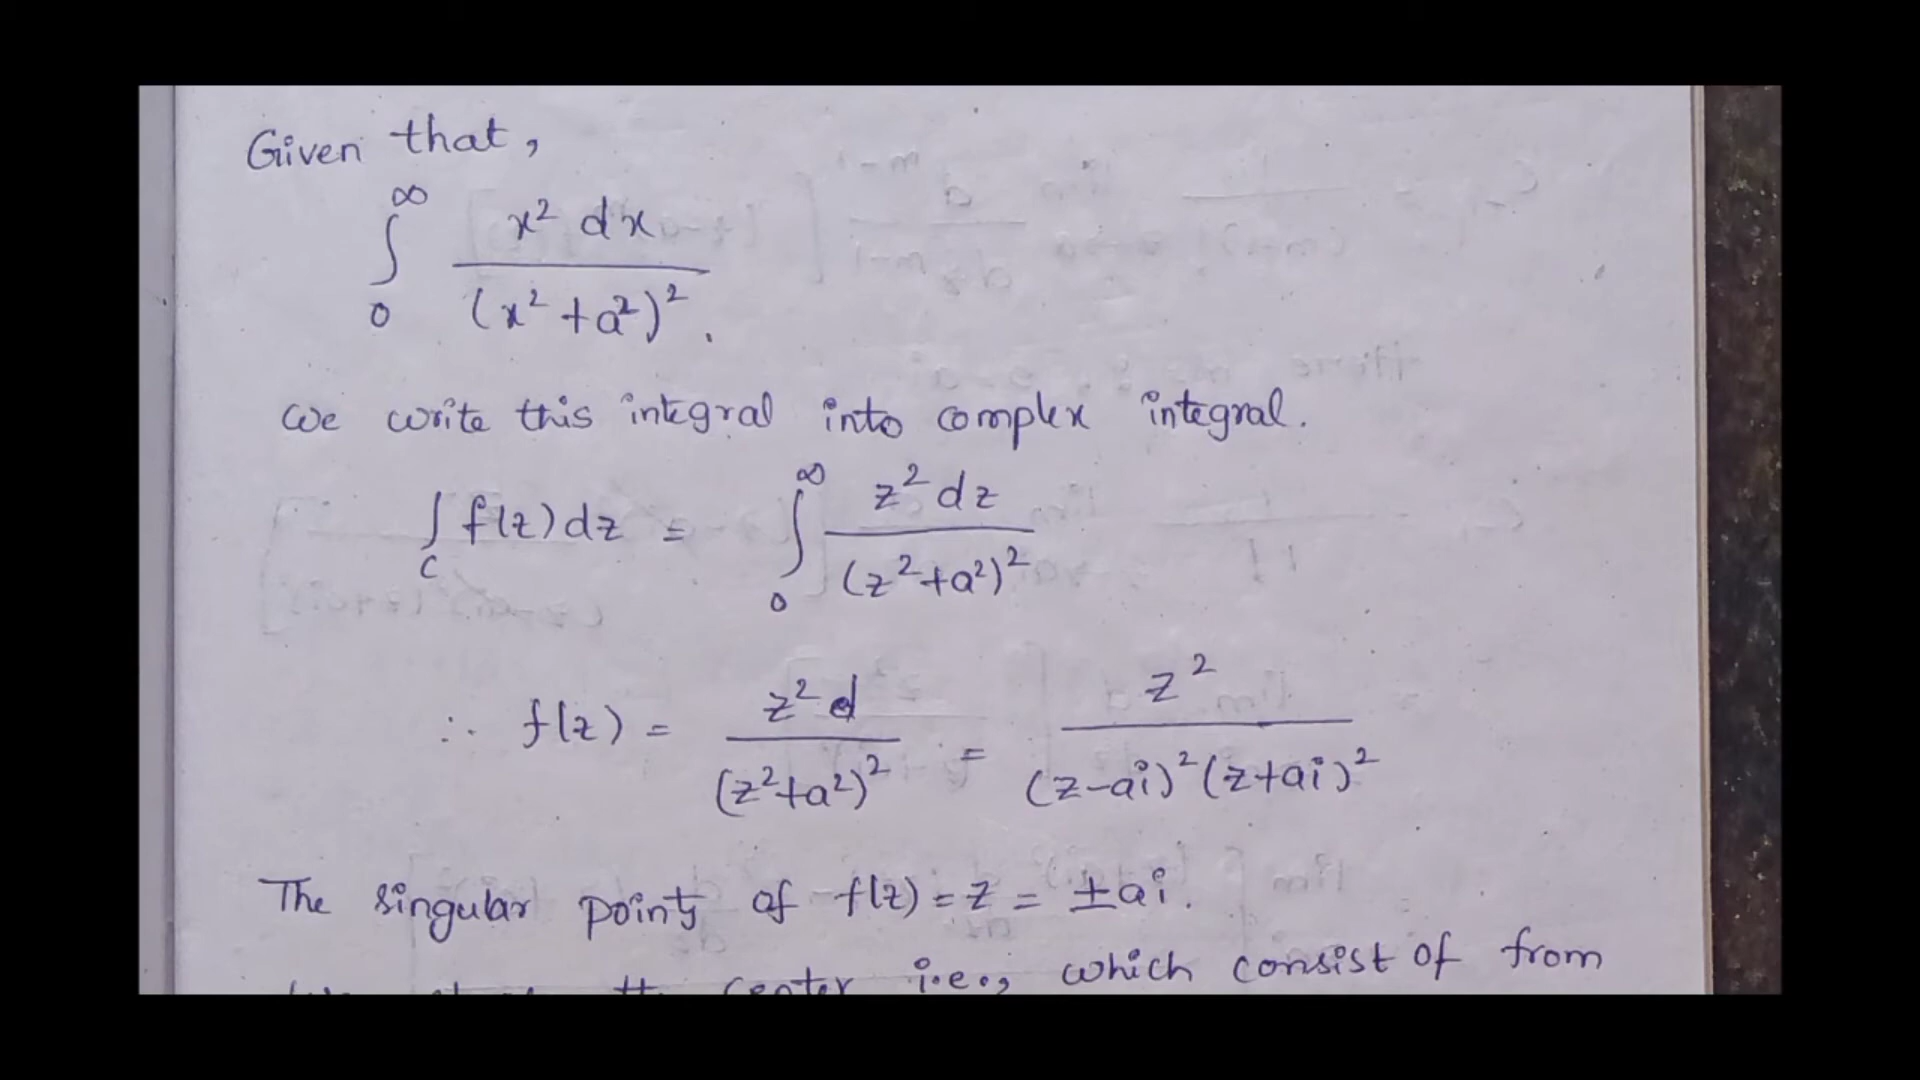 Given that,
∫₀^∞ x² dx / (x² + a²)².
We write this integral into complex integral.
∫_C f(z) dz = ∫₀^∞ z² dz / (z² + a²)²
∴ f(z) = z² d / (z² + a²)² = z² / (z - ai)² (z + ai)²
The singular points of f(z) = z = ± ai.
center i.e., which consist of from